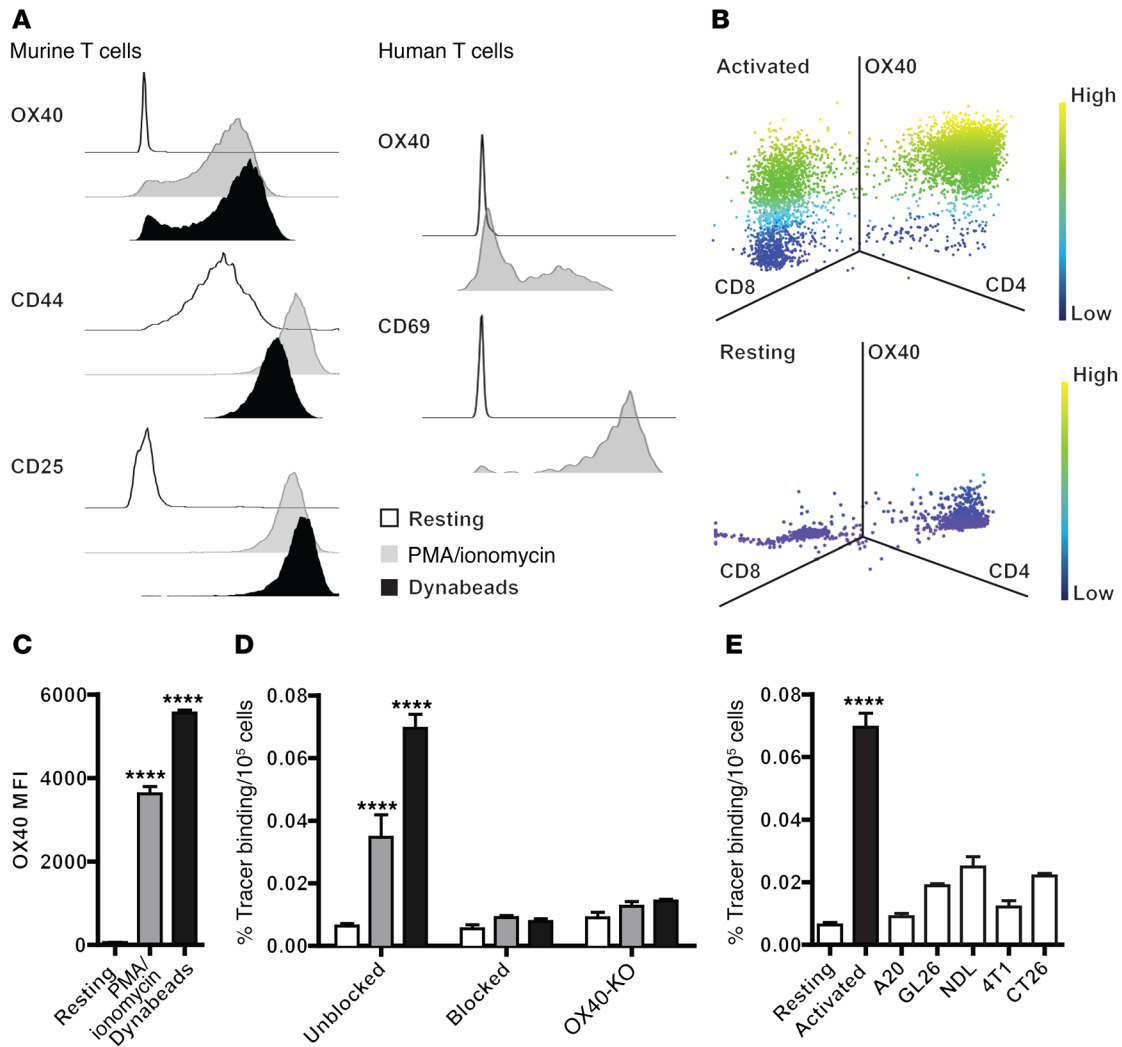 A
Murine T cells
Human T cells
OX40
CD44
CD25
OX40
CD69
Resting
PMA/ionomycin
Dynabeads
B
Activated
OX40
High
Low
CD8
CD4
Resting
OX40
High
Low
CD8
CD4
C
OX40 MFI
6000
4000
2000
0
****
****
Resting
PMA/
ionomycin
Dynabeads
D
% Tracer binding/10⁵ cells
0.08
0.06
0.04
0.02
0.00
****
****
Unblocked
Blocked
OX40-KO
E
% Tracer binding/10⁵ cells
0.08
0.06
0.04
0.02
0.00
****
Resting
Activated
A20
GL26
NDL
4T1
CT26